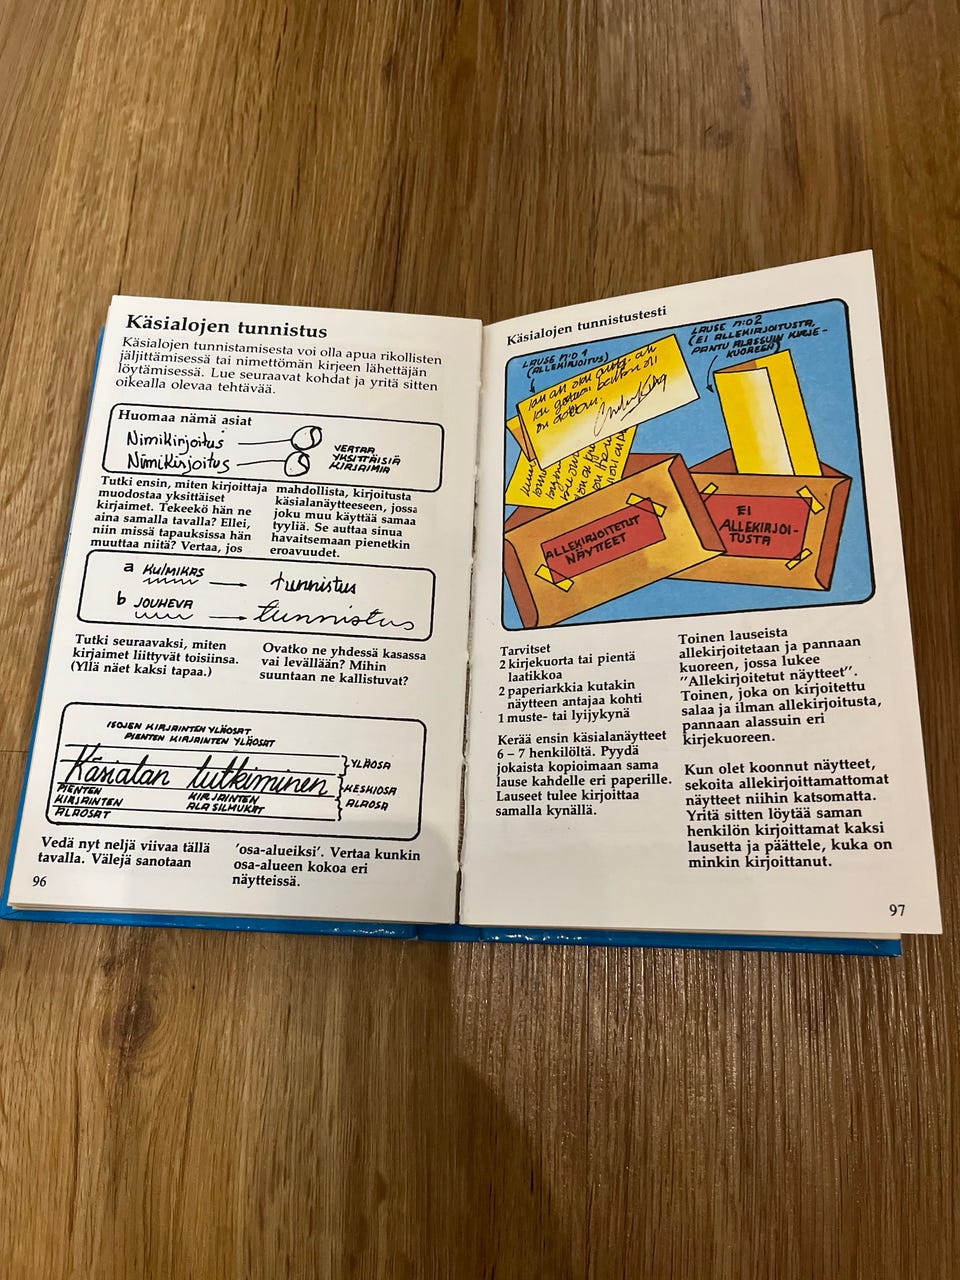 Käsialojen tunnistus
Käsialojen tunnistamisesta voi olla apua rikollisten
jäljittämisessä tai nimettömän kirjeen lähettäjän
löytämisessä. Lue seuraavat kohdat ja yritä sitten
oikealla olevaa tehtävää.
Huomaa nämä asiat
Nimikirjoitus
Nimikirjoitus
VERTAA
YKSITTÄISIÄ
KIRJAIMIA
Tutki ensin, miten kirjoittaja
muodostaa yksittäiset
kirjaimet. Tekeekö hän ne
aina samalla tavalla? Ellei,
niin missä tapauksissa hän
muuttaa niitä? Vertaa, jos
mahdollista, kirjoitusta
käsialanäytteeseen, jossa
joku muu käyttää samaa
tyyliä. Se auttaa sinua
havaitsemaan pienetkin
eroavuudet.
a KULMIKAS
tunnistus
b JOUHEVA
tunnistus
Tutki seuraavaksi, miten
kirjaimet liittyvät toisiinsa.
(Yllä näet kaksi tapaa.)
Ovatko ne yhdessä kasassa
vai levällään? Mihin
suuntaan ne kallistuvat?
ISOJEN KIRJAINTEN YLÄOSAT
PIENTEN KIRJAINTEN YLÄOSAT
Käsialan tutkiminen
YLÄOSA
KESKIOSA
ALAOSA
PIENTEN
KIRJAINTEN
ALAOSAT
KIRJAINTEN
ALASILMUKAT
Vedä nyt neljä viivaa tällä
tavalla. Välejä sanotaan
'osa-alueiksi'. Vertaa kunkin
osa-alueen kokoa eri
näytteissä.
96
Käsialojen tunnistustesti
LAUSE N:O 1
(ALLEKIRJOITUS)
LAUSE N:O 2
(EI ALLEKIRJOITUSTA,
PANTU ALASSUIN KIRJE-
KUOREEN)
ALLEKIRJOITETUT
NÄYTTEET
EI
ALLEKIRJOI-
TUSTA
Tarvitset
2 kirjekuorta tai pientä
laatikkoa
2 paperiarkkia kutakin
näytteen antajaa kohti
1 muste- tai lyijykynä
Kerää ensin käsialanäytteet
6 – 7 henkilöltä. Pyydä
jokaista kopioimaan sama
lause kahdelle eri paperille.
Lauseet tulee kirjoittaa
samalla kynällä.
Toinen lauseista
allekirjoitetaan ja pannaan
kuoreen, jossa lukee
"Allekirjoitetut näytteet".
Toinen, joka on kirjoitettu
salaa ja ilman allekirjoitusta,
pannaan alassuin eri
kirjekuoreen.
Kun olet koonnut näytteet,
sekoita allekirjoittamattomat
näytteet niihin katsomatta.
Yritä sitten löytää saman
henkilön kirjoittamat kaksi
lausetta ja päättele, kuka on
minkin kirjoittanut.
97